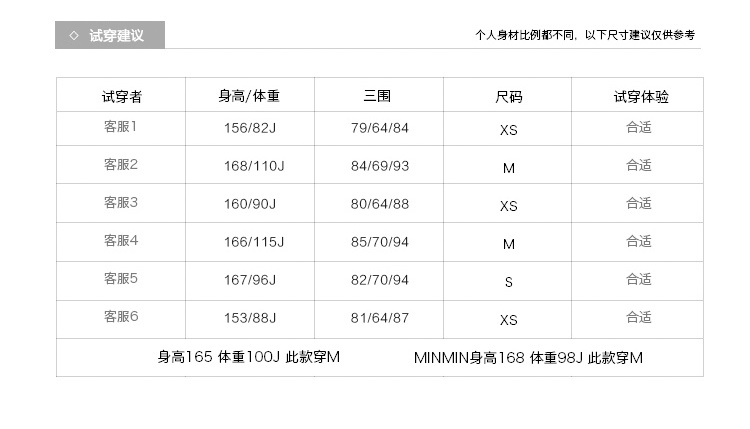 ◇ 试穿建议
个人身材比例都不同，以下尺寸建议仅供参考
试穿者 身高/体重 三围 尺码 试穿体验
客服1 156/82J 79/64/84 XS 合适
客服2 168/110J 84/69/93 M 合适
客服3 160/90J 80/64/88 XS 合适
客服4 166/115J 85/70/94 M 合适
客服5 167/96J 82/70/94 S 合适
客服6 153/88J 81/64/87 XS 合适
身高165 体重100J 此款穿M MINMIN身高168 体重98J 此款穿M